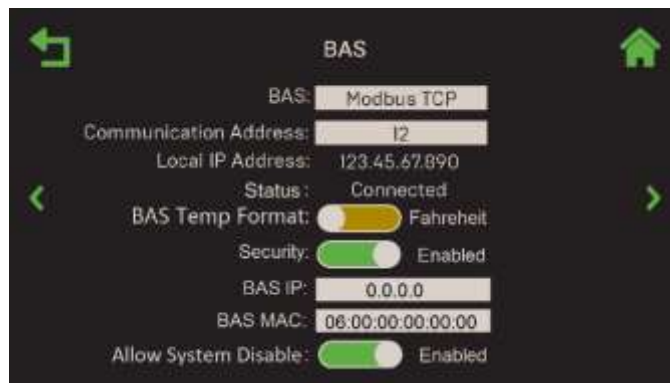 BAS
BAS: Modbus TCP
Communication Address: 12
Local IP Address: 123.45.67.890
Status: Connected
BAS Temp Format: Fahreheit
Security: Enabled
BAS IP: 0.0.0.0
BAS MAC: 06:00:00:00:00:00
Allow System Disable: Enabled